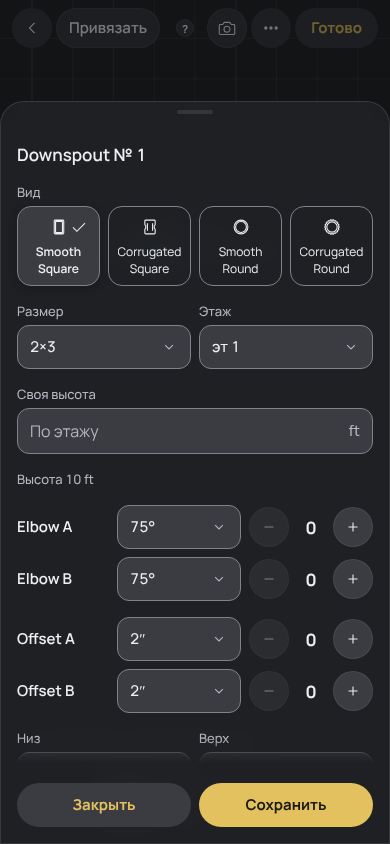 Привязать
?
Готово
Downspout № 1
Вид
Smooth Square
Corrugated Square
Smooth Round
Corrugated Round
Размер
Этаж
2×3
эт 1
Своя высота
По этажу
ft
Высота 10 ft
Elbow A
75°
0
Elbow B
75°
0
Offset A
2″
0
Offset B
2″
0
Низ
Верх
Закрыть
Сохранить